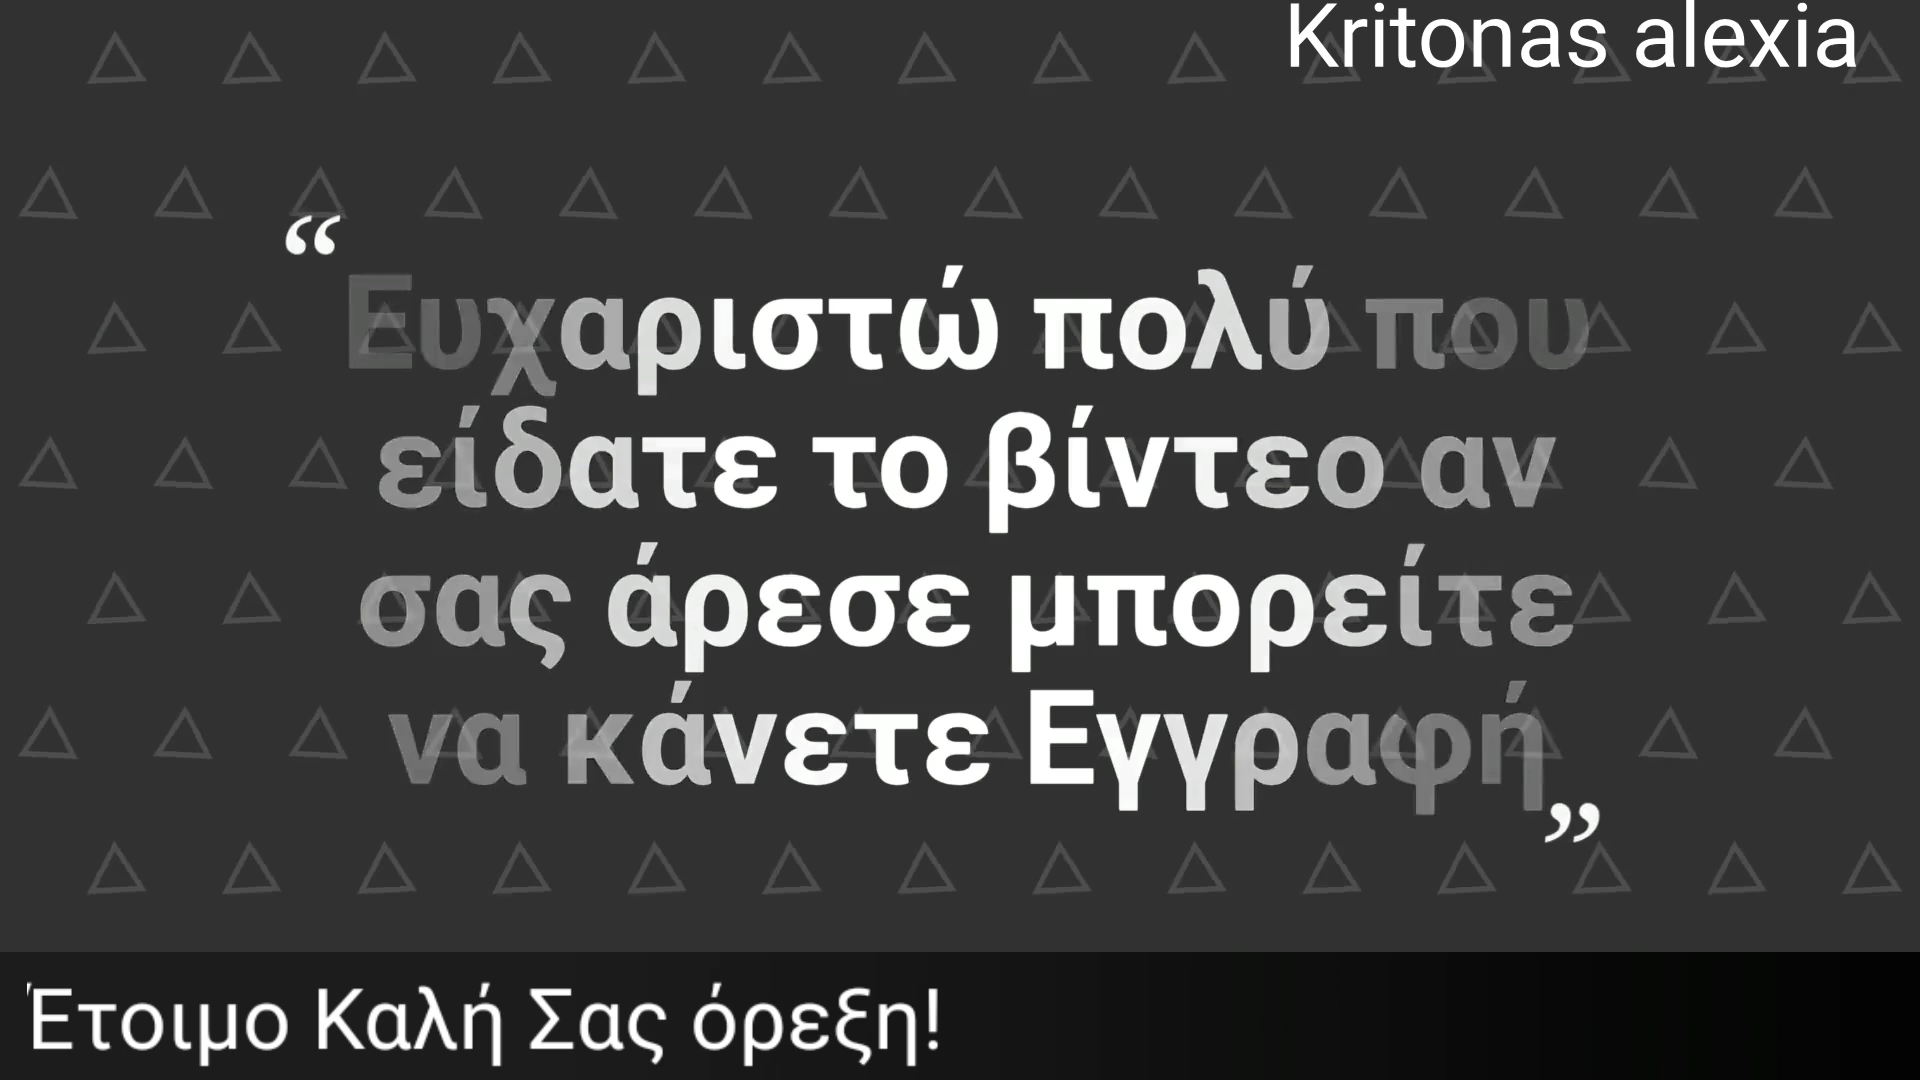 Kritonas alexia
“Ευχαριστώ πολύ που
είδατε το βίντεο αν
σας άρεσε μπορείτε
να κάνετε Εγγραφή”
Έτοιμο Καλή Σας όρεξη!